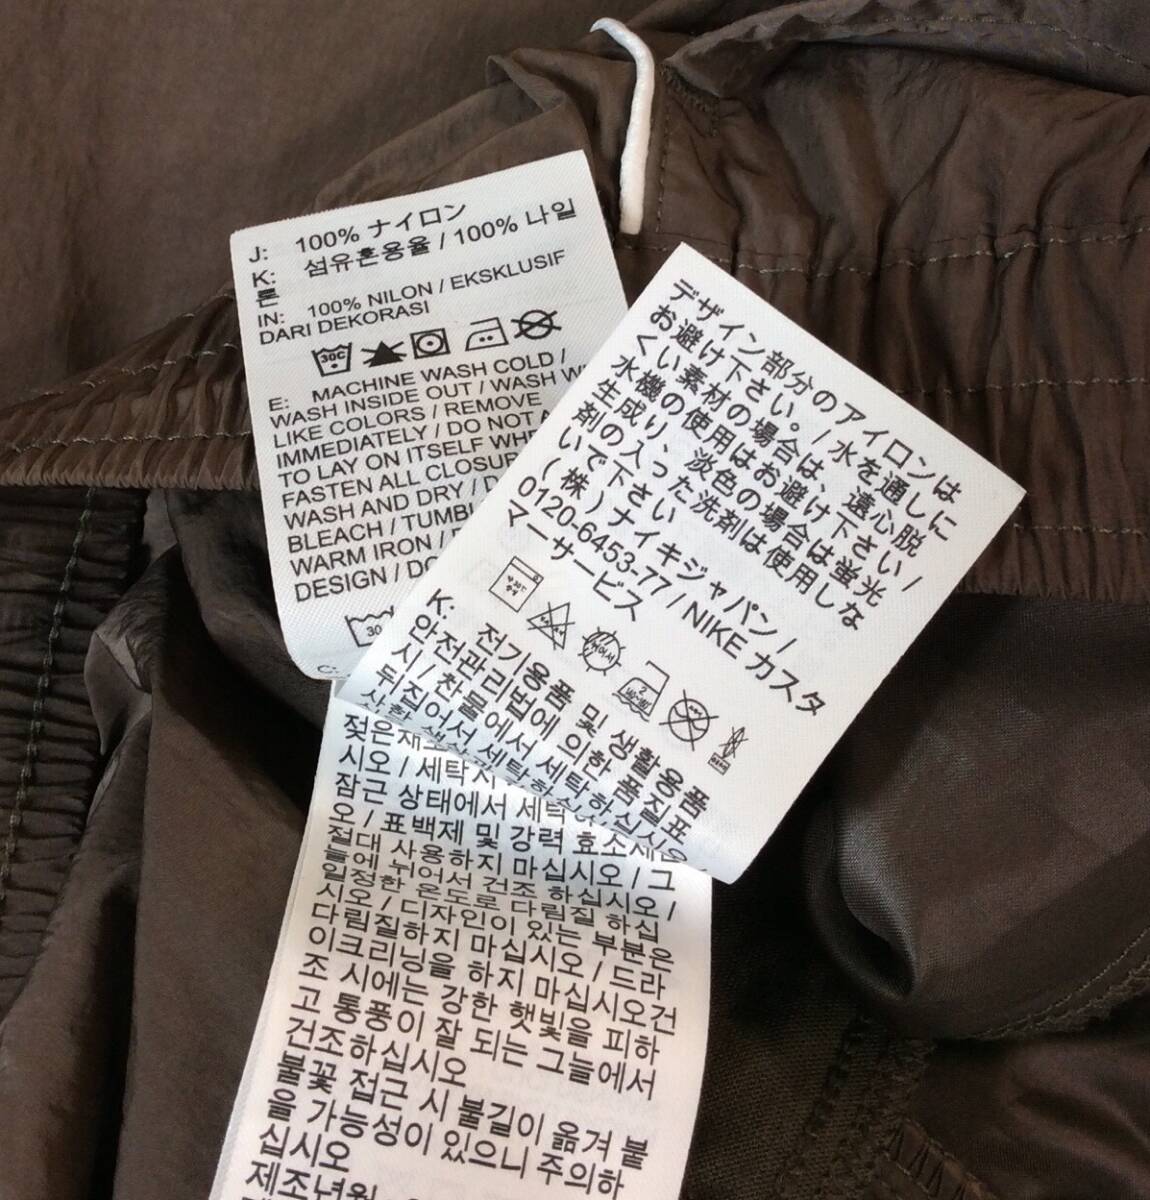 J: 100% ナイロン
K: 섬유혼용율 / 100% 나일
론
IN: 100% NILON / EKSKLUSIF
DARI DEKORASI
30C
E: MACHINE WASH COLD /
WASH INSIDE OUT / WASH
LIKE COLORS / REMOVE
IMMEDIATELY / DO NOT
TO LAY ON ITSELF
FASTEN ALL
WASH AND DRY /
BLEACH /
WARM IRON /
DESIGN /
30
デザイン部分のアイロンは
お避け下さい。/ 水を通しに
くい素材の場合は、遠心脱
水機の使用はお避け下さい /
生成り、淡色の場合は蛍光
剤の入った洗剤は使用しな
いで下さい
(株) ナイキジャパン /
0120-6453-77 / NIKE カスタ
マーサービス
K: 전기용품 및 생활용품
안전관리법에 의한 품질표
시 / 찬물에서 세탁하십시오
뒤집어서 세탁하십시오
시오 / 세탁
잠근 상태에서
오 / 표백제 및 강력
절대 사용하지 마십시오 / 그
늘에 뉘어서 건조 하십시오 /
일정한 온도로 다림질 하십
시오 / 디자인이 있는 부분은
다림질하지 마십시오 / 드라
이크리닝을 하지 마십시오건
조 시에는 강한 햇빛을 피하
고 통풍이 잘 되는 그늘에서
건조하십시오
불꽃 접근 시 불길이 옮겨 붙
을 가능성이 있으니 주의하
십시오
제조년월